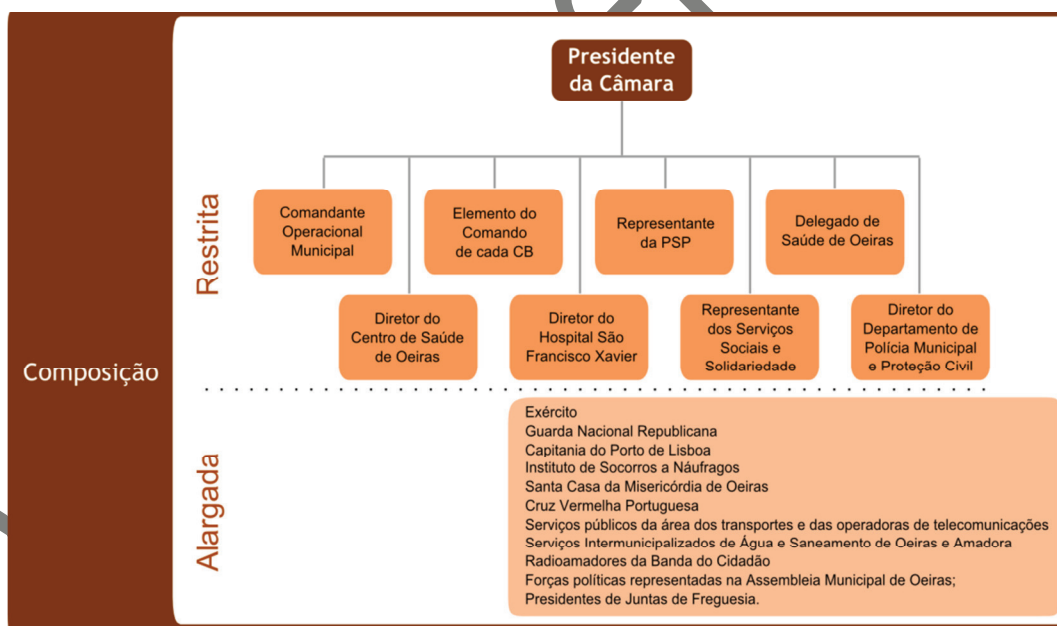 Presidente
da Câmara
Restrita
Comandante
Operacional
Municipal
Elemento do
Comando
de cada CB
Representante
da PSP
Delegado de
Saúde de Oeiras
Diretor do
Centro de Saúde
de Oeiras
Diretor do
Hospital São
Francisco Xavier
Representante
dos Serviços
Sociais e
Solidariedade
Diretor do
Departamento de
Polícia Municipal
e Proteção Civil
Composição
Alargada
Exército
Guarda Nacional Republicana
Capitania do Porto de Lisboa
Instituto de Socorros a Náufragos
Santa Casa da Misericórdia de Oeiras
Cruz Vermelha Portuguesa
Serviços públicos da área dos transportes e das operadoras de telecomunicações
Serviços Intermunicipalizados de Água e Saneamento de Oeiras e Amadora
Radioamadores da Banda do Cidadão
Forças políticas representadas na Assembleia Municipal de Oeiras;
Presidentes de Juntas de Freguesia.